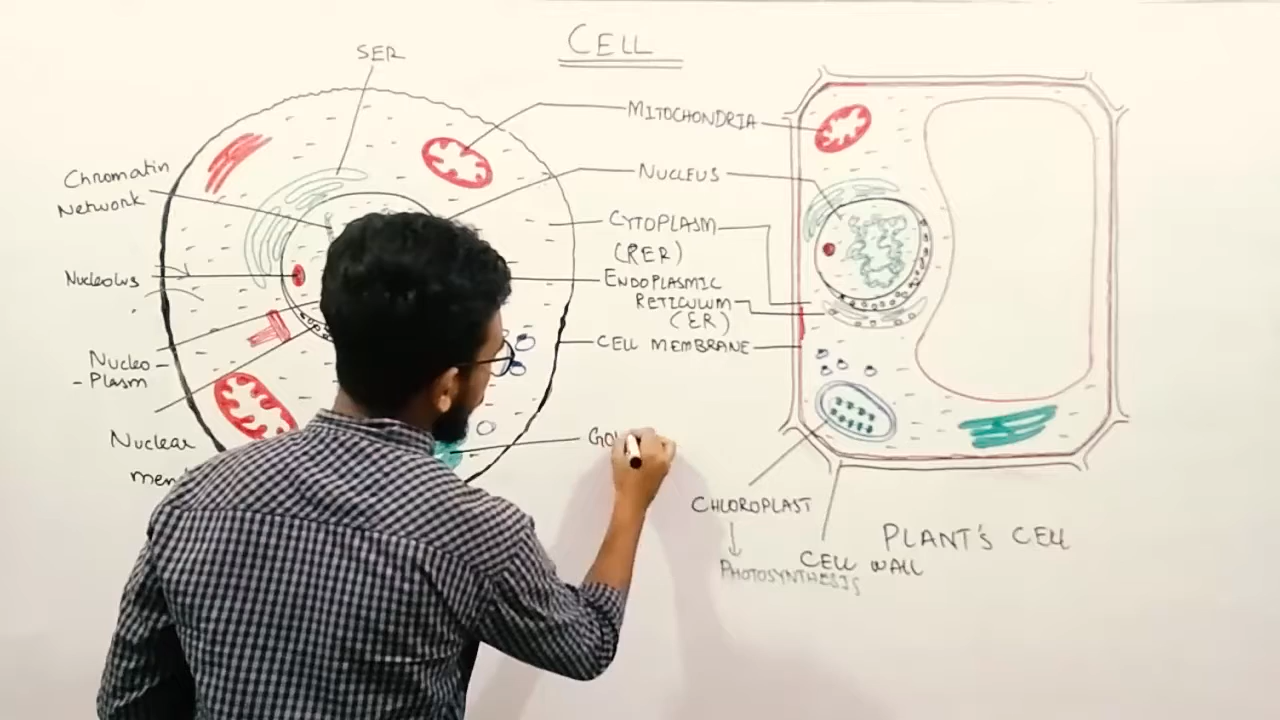 CELL
SER
MITOCHONDRIA
Chromatin
Network
NUCLEUS
CYTOPLASM
(RER)
Nucleolus
ENDOPLASMIC
RETICULUM
(ER)
CELL MEMBRANE
Nucleo
- Plasm
Nuclear
CHLOROPLAST
PLANT'S CELL
CELL WALL
PHOTOSYNTHESIS